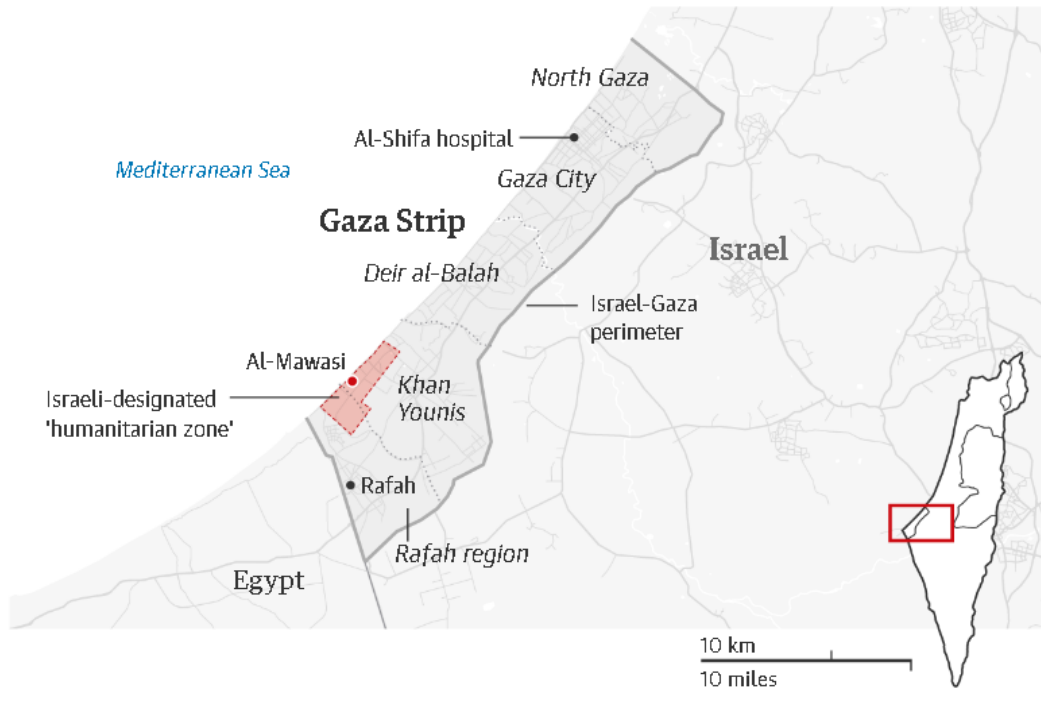 North Gaza
Al-Shifa hospital
Mediterranean Sea
Gaza City
Gaza Strip
Israel
Deir al-Balah
Israel-Gaza
perimeter
Al-Mawasi
Khan
Younis
Israeli-designated
'humanitarian zone'
Rafah
Rafah region
Egypt
10 km
10 miles